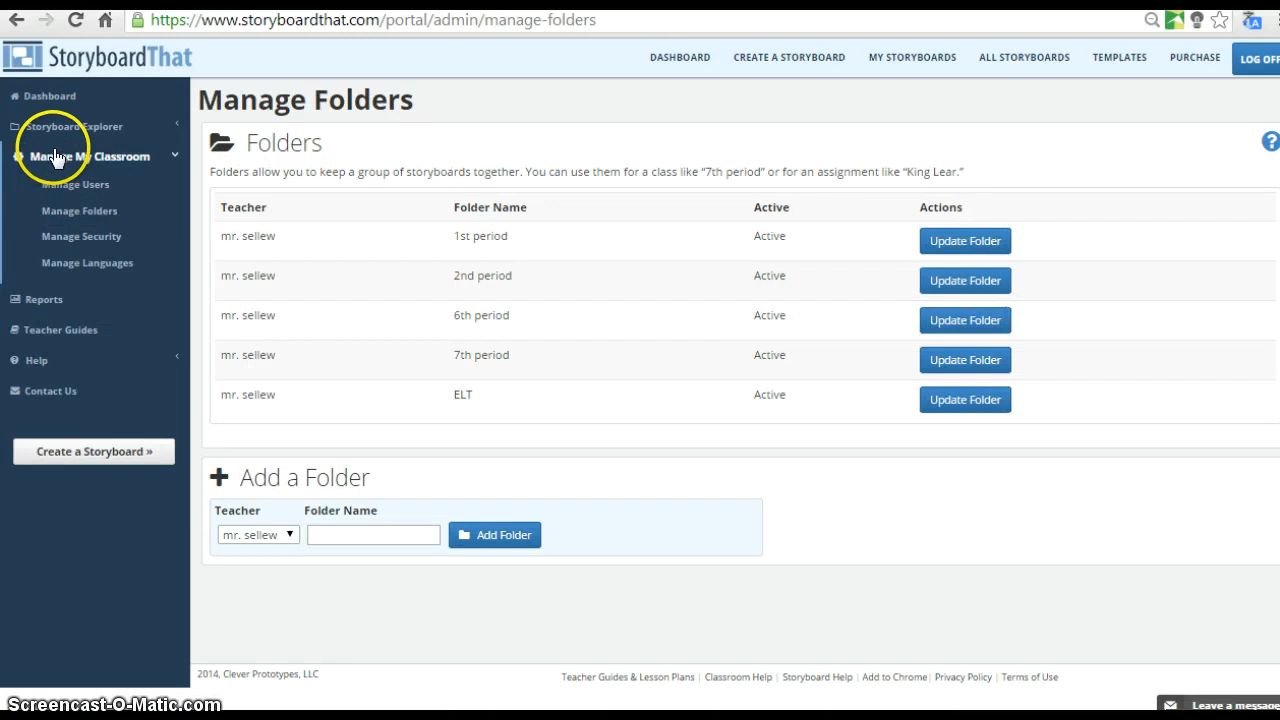 https://www.storyboardthat.com/portal/admin/manage-folders
StoryboardThat
DASHBOARD CREATE A STORYBOARD MY STORYBOARDS ALL STORYBOARDS TEMPLATES PURCHASE LOG OFF
Dashboard
Storyboard Explorer
Manage My Classroom
Manage Users
Manage Folders
Manage Security
Manage Languages
Reports
Teacher Guides
Help
Contact Us
Create a Storyboard »
Manage Folders
Folders
Folders allow you to keep a group of storyboards together. You can use them for a class like “7th period” or for an assignment like “King Lear.”
Teacher Folder Name Active Actions
mr. sellew 1st period Active Update Folder
mr. sellew 2nd period Active Update Folder
mr. sellew 6th period Active Update Folder
mr. sellew 7th period Active Update Folder
mr. sellew ELT Active Update Folder
Add a Folder
Teacher Folder Name
mr. sellew Add Folder
2014, Clever Prototypes, LLC
Teacher Guides & Lesson Plans | Classroom Help | Storyboard Help | Add to Chrome | Privacy Policy | Terms of Use
Screencast-O-Matic.com
Leave a message